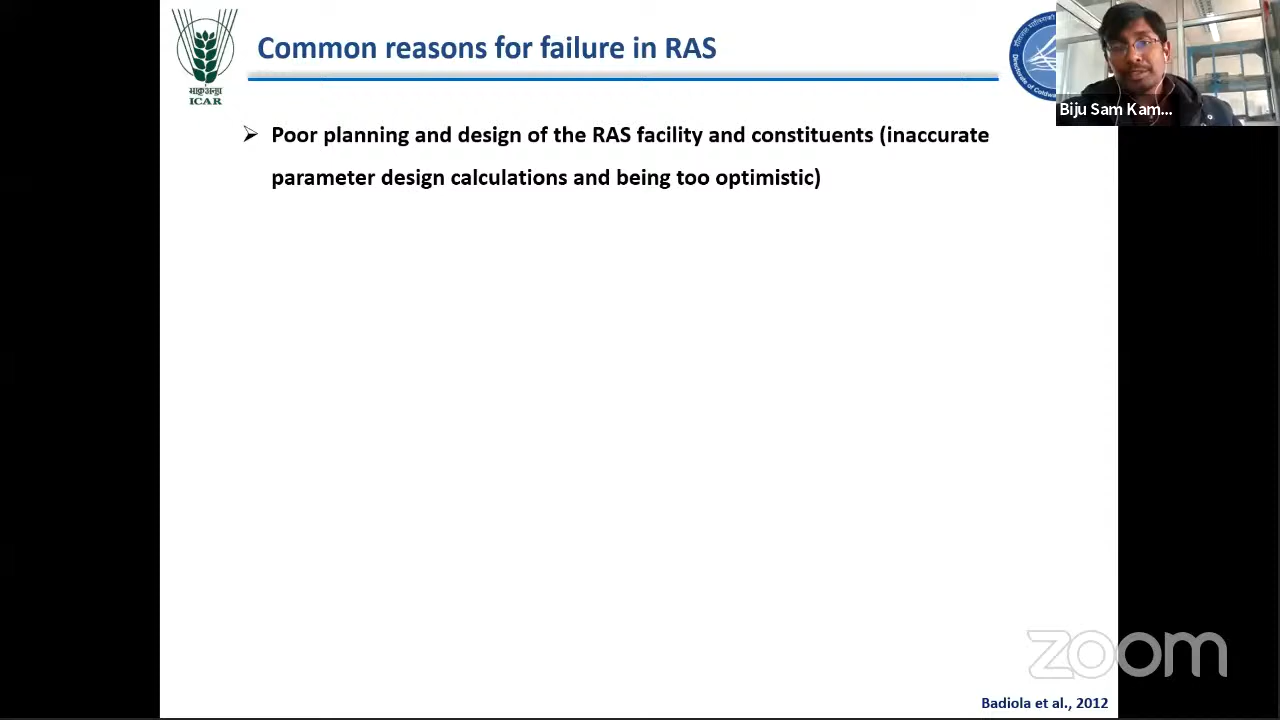 Common reasons for failure in RAS
ICAR
Biju Sam Kam...
➢ Poor planning and design of the RAS facility and constituents (inaccurate
parameter design calculations and being too optimistic)
zoom
Badiola et al., 2012